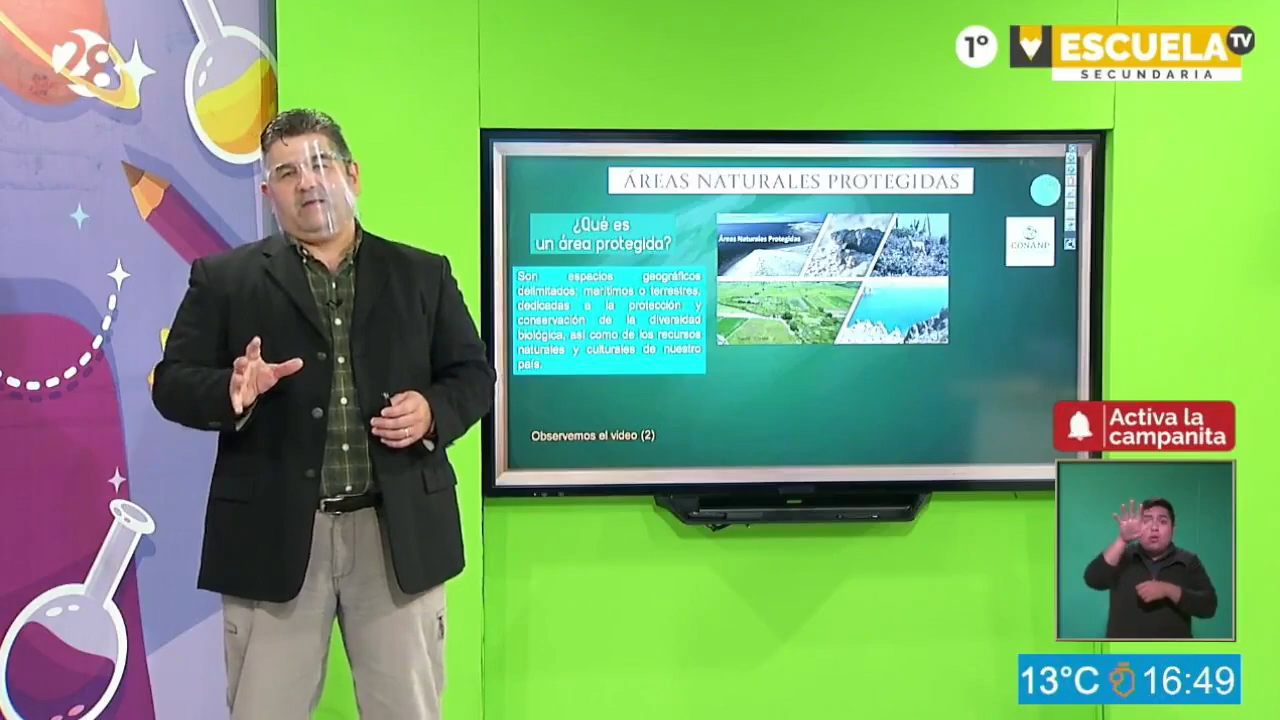 28
1º
ESCUELA TV
SECUNDARIA
ÁREAS NATURALES PROTEGIDAS
¿Qué es
un área protegida?
Son espacios geográficos
delimitados; marítimos o terrestres,
dedicadas a la protección y
conservación de la diversidad
biológica, así como de los recursos
naturales y culturales de nuestro
país.
Áreas Naturales Protegidas
CONANP
Observemos el video (2)
Activa la
campanita
13°C 16:49